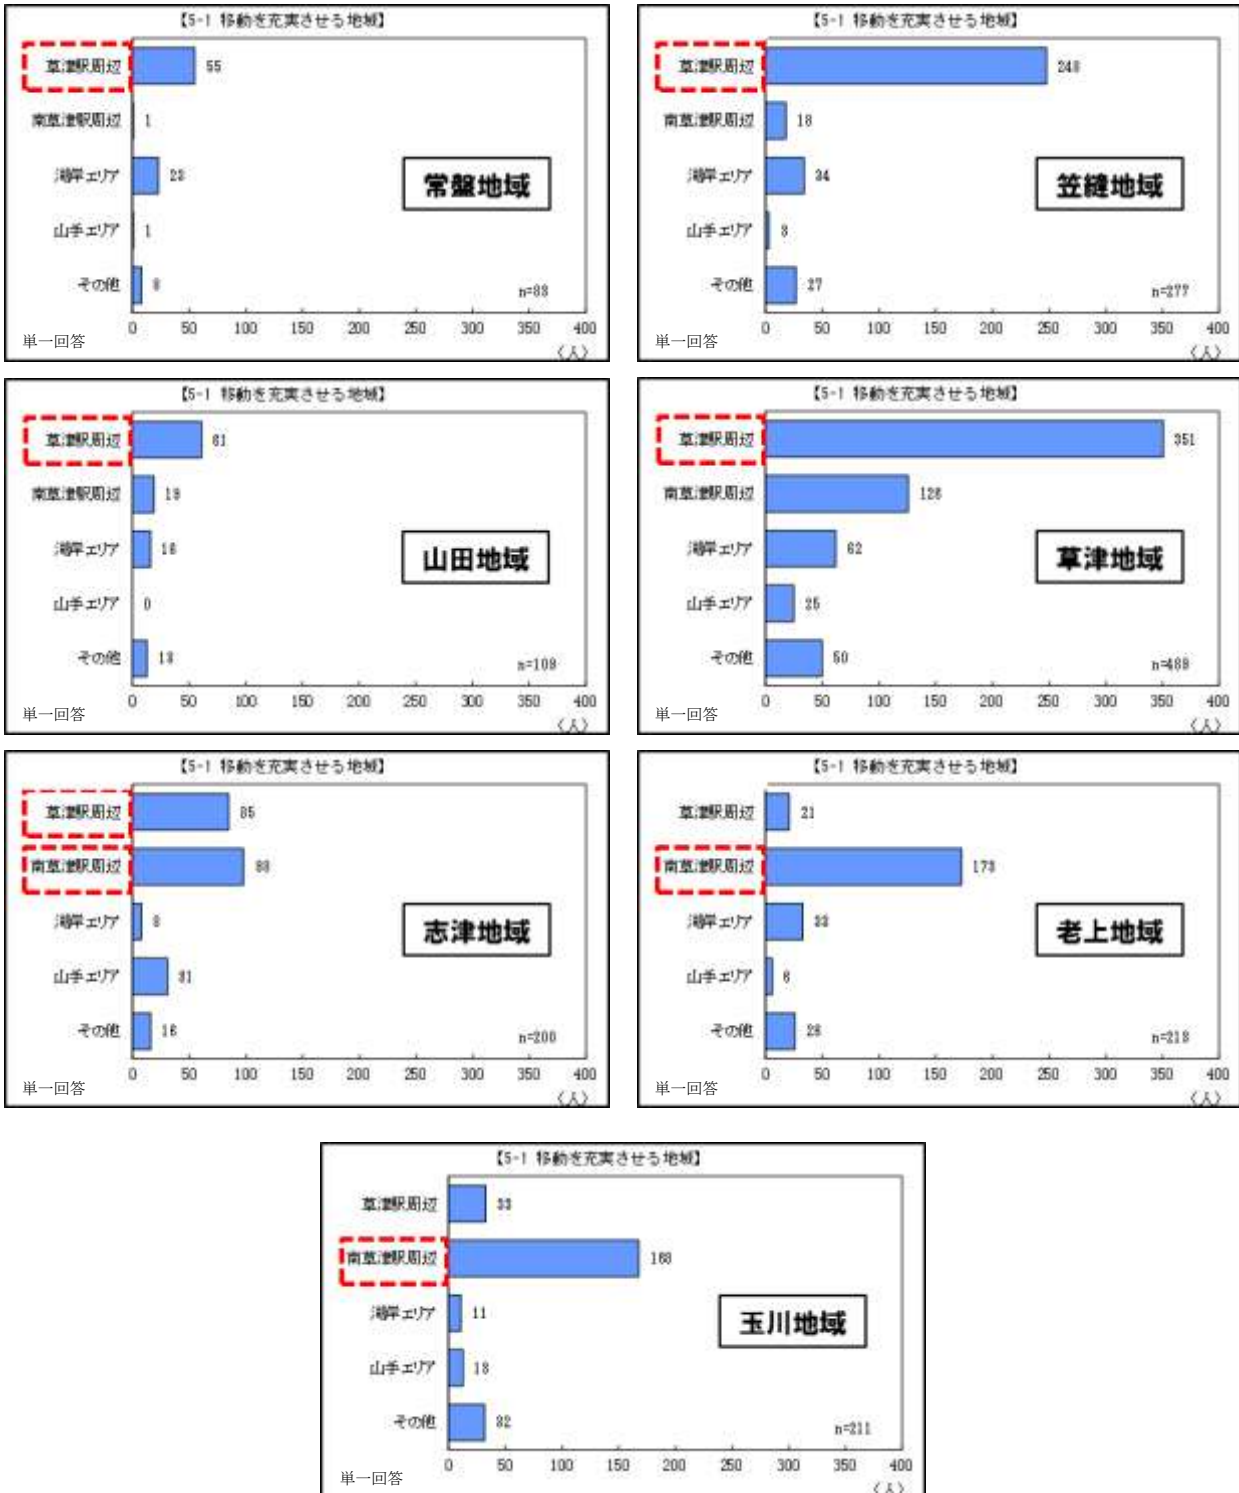 【5-1 移動を充実させる地域】
草津駅周辺 55
南草津駅周辺 1
湖岸エリア 23
山手エリア 1
その他 8
常盤地域
n=83
0 50 100 150 200 250 300 350 400
単一回答
(人)
【5-1 移動を充実させる地域】
草津駅周辺 248
南草津駅周辺 18
湖岸エリア 34
山手エリア 3
その他 27
笠縫地域
n=277
0 50 100 150 200 250 300 350 400
単一回答
(人)
【5-1 移動を充実させる地域】
草津駅周辺 61
南草津駅周辺 19
湖岸エリア 16
山手エリア 0
その他 13
山田地域
n=109
0 50 100 150 200 250 300 350 400
単一回答
(人)
【5-1 移動を充実させる地域】
草津駅周辺 351
南草津駅周辺 126
湖岸エリア 62
山手エリア 25
その他 50
草津地域
n=489
0 50 100 150 200 250 300 350 400
単一回答
(人)
【5-1 移動を充実させる地域】
草津駅周辺 85
南草津駅周辺
湖岸エリア 8
山手エリア 31
その他 16
志津地域
n=200
0 50 100 150 200 250 300 350 400
単一回答
(人)
【5-1 移動を充実させる地域】
草津駅周辺 21
南草津駅周辺 173
湖岸エリア 33
山手エリア 6
その他 26
老上地域
0 50 100 150 200 250 300 350 400
単一回答
(人)
【5-1 移動を充実させる地域】
草津駅周辺 33
南草津駅周辺 168
湖岸エリア 11
山手エリア 13
その他 32
玉川地域
n=211
0 50 100 150 200 250 300 350 400
単一回答
(人)